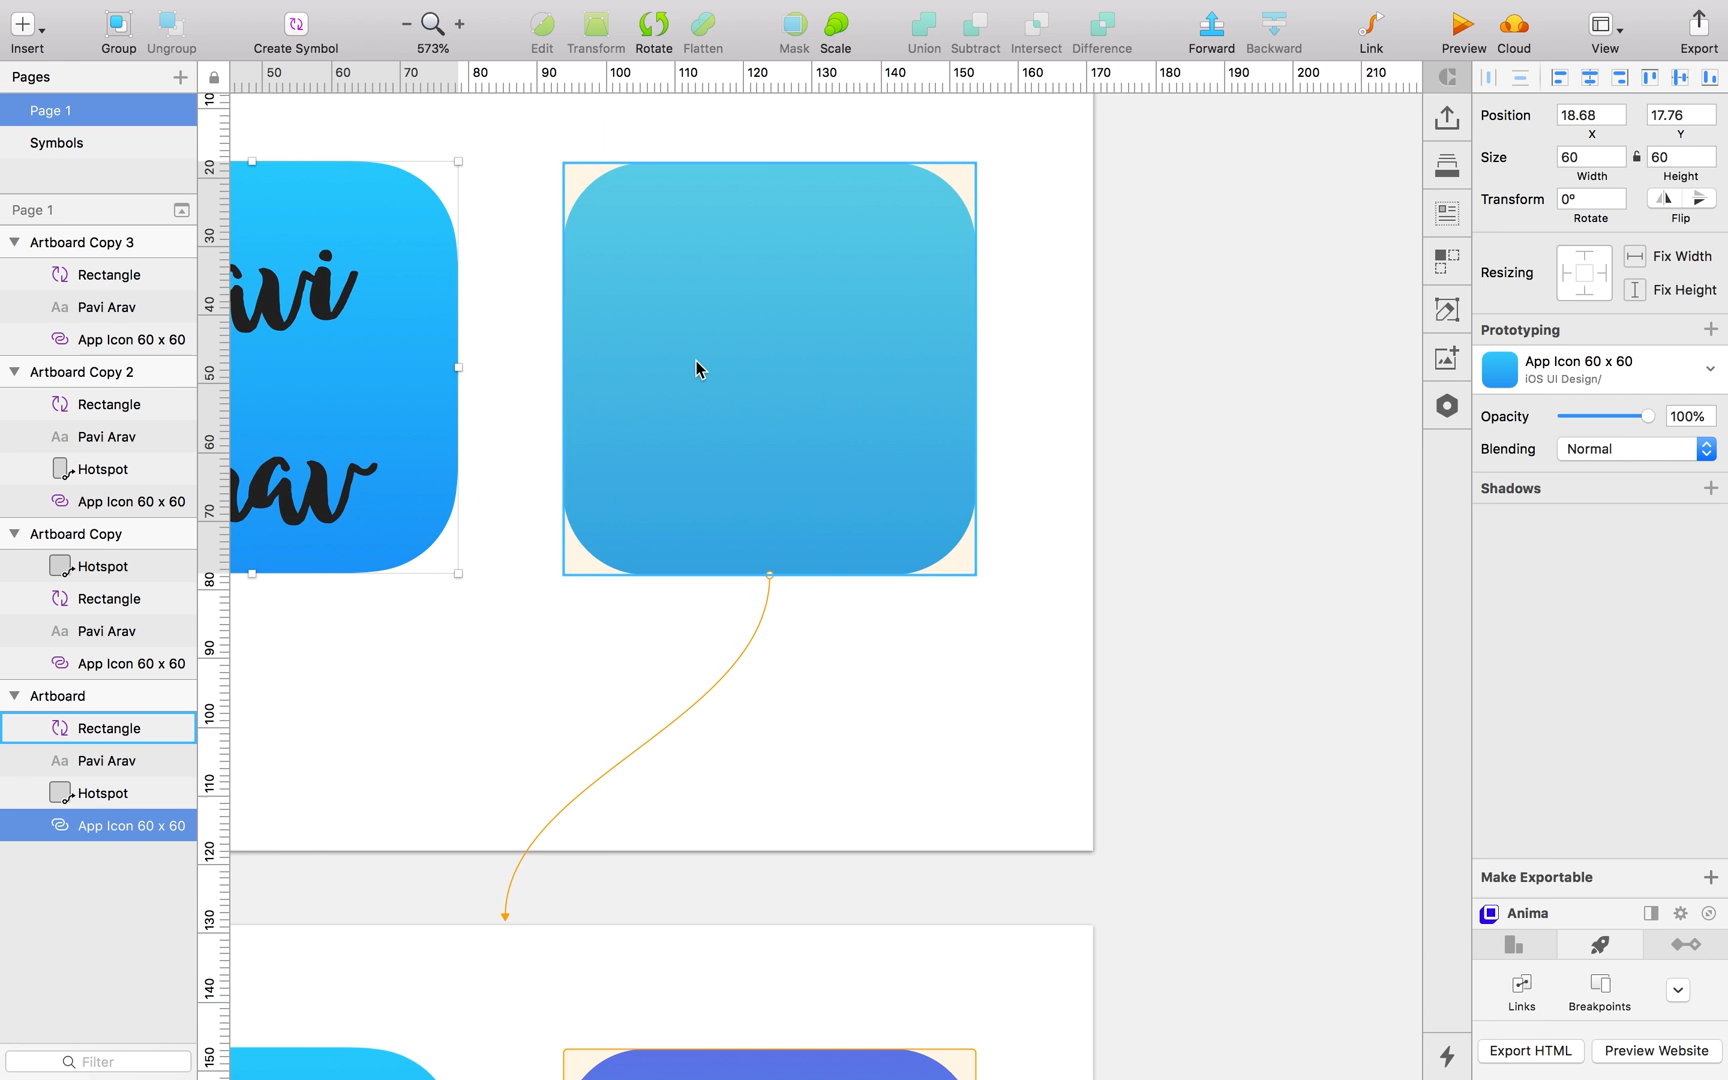 Insert
Group
Ungroup
Create Symbol
573%
Edit
Transform
Rotate
Flatten
Mask
Scale
Union
Subtract
Intersect
Difference
Forward
Backward
Link
Preview
Cloud
View
Export
Pages
Page 1
Symbols
Page 1
Artboard Copy 3
Rectangle
Aa Pavi Arav
App Icon 60 x 60
Artboard Copy 2
Rectangle
Aa Pavi Arav
Hotspot
App Icon 60 x 60
Artboard Copy
Hotspot
Rectangle
Aa Pavi Arav
App Icon 60 x 60
Artboard
Rectangle
Aa Pavi Arav
Hotspot
App Icon 60 x 60
Filter
50 60 70 80 90 100 110 120 130 140 150 160 170 180 190 200 210
10
20
30
40
50
60
70
80
90
100
110
120
130
140
150
Position 18.68 17.76
X Y
Size 60 60
Width Height
Transform 0°
Rotate Flip
Resizing
Fix Width
Fix Height
Prototyping
App Icon 60 x 60
iOS UI Design/
Opacity 100%
Blending Normal
Shadows
Make Exportable
Anima
Links
Breakpoints
Export HTML
Preview Website